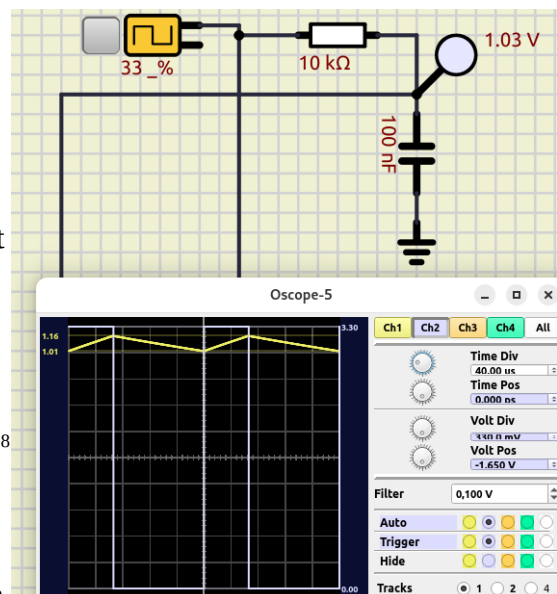 1.03 V
33 _%
10 kΩ
100 nF
t
8
Oscope-5
1.16
1.01
3.30
0.00
Ch1 Ch2 Ch3 Ch4 All
Time Div
40.00 us
Time Pos
0.000 ps
Volt Div
330.0 mV
Volt Pos
-1.650 V
Filter 0,100 V
Auto
Trigger
Hide
Tracks 1 2 4